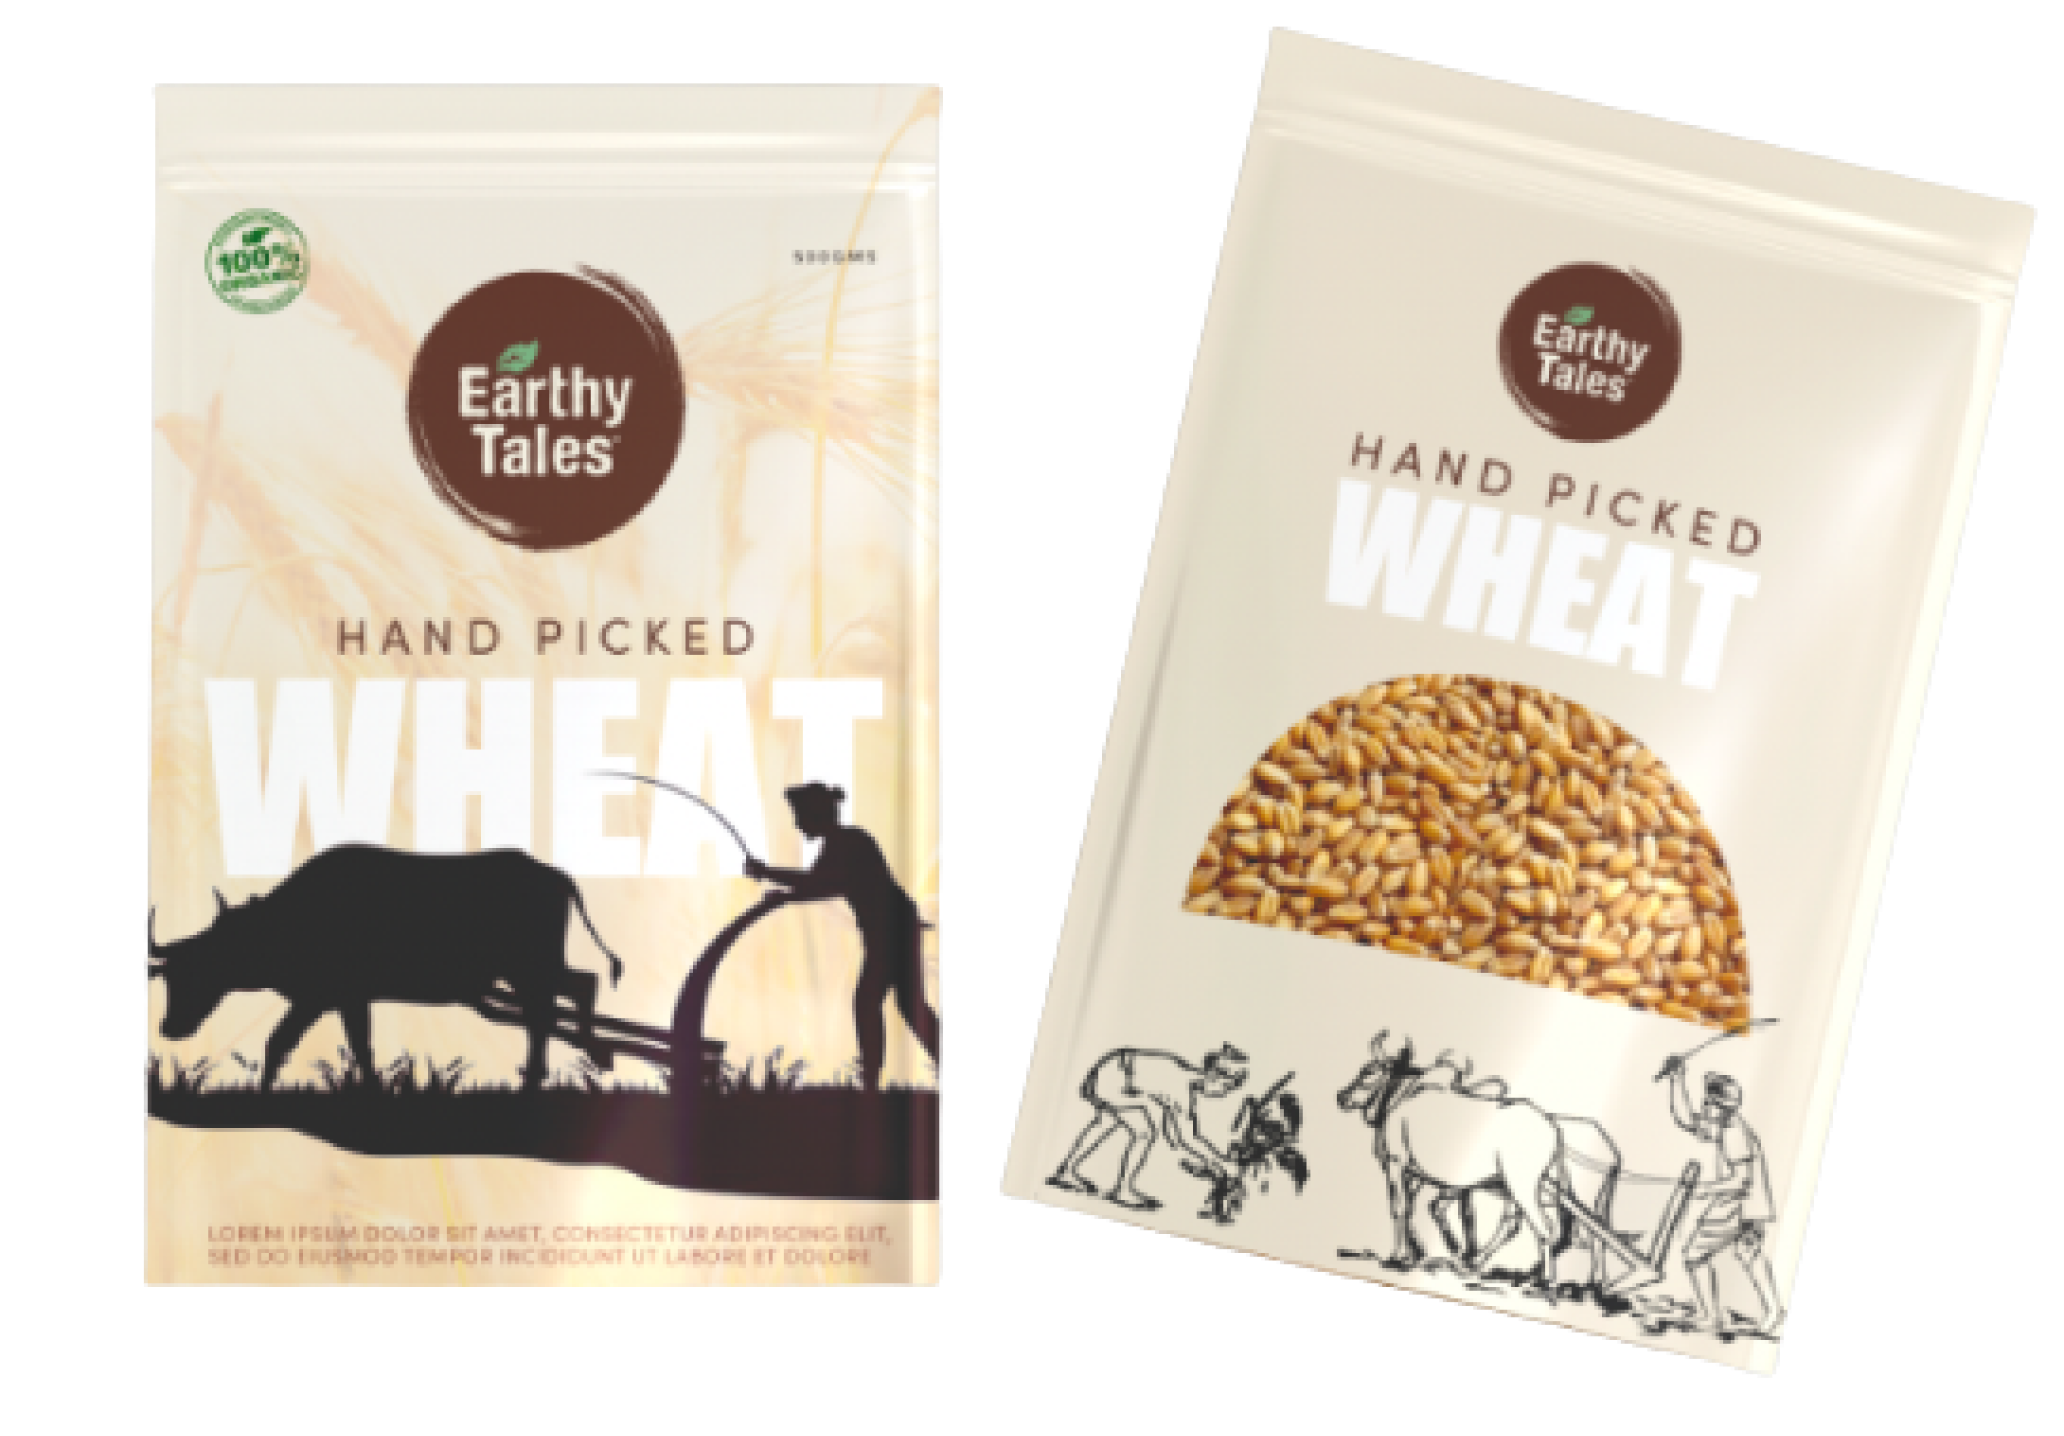 100%
ORGANIC
500GMS
Earthy
Tales
HAND PICKED
WHEAT
LOREM IPSUM DOLOR SIT AMET, CONSECTETUR ADIPISCING ELIT,
SED DO EIUSMOD TEMPOR INCIDIDUNT UT LABORE ET DOLORE
Earthy
Tales
HAND PICKED
WHEAT